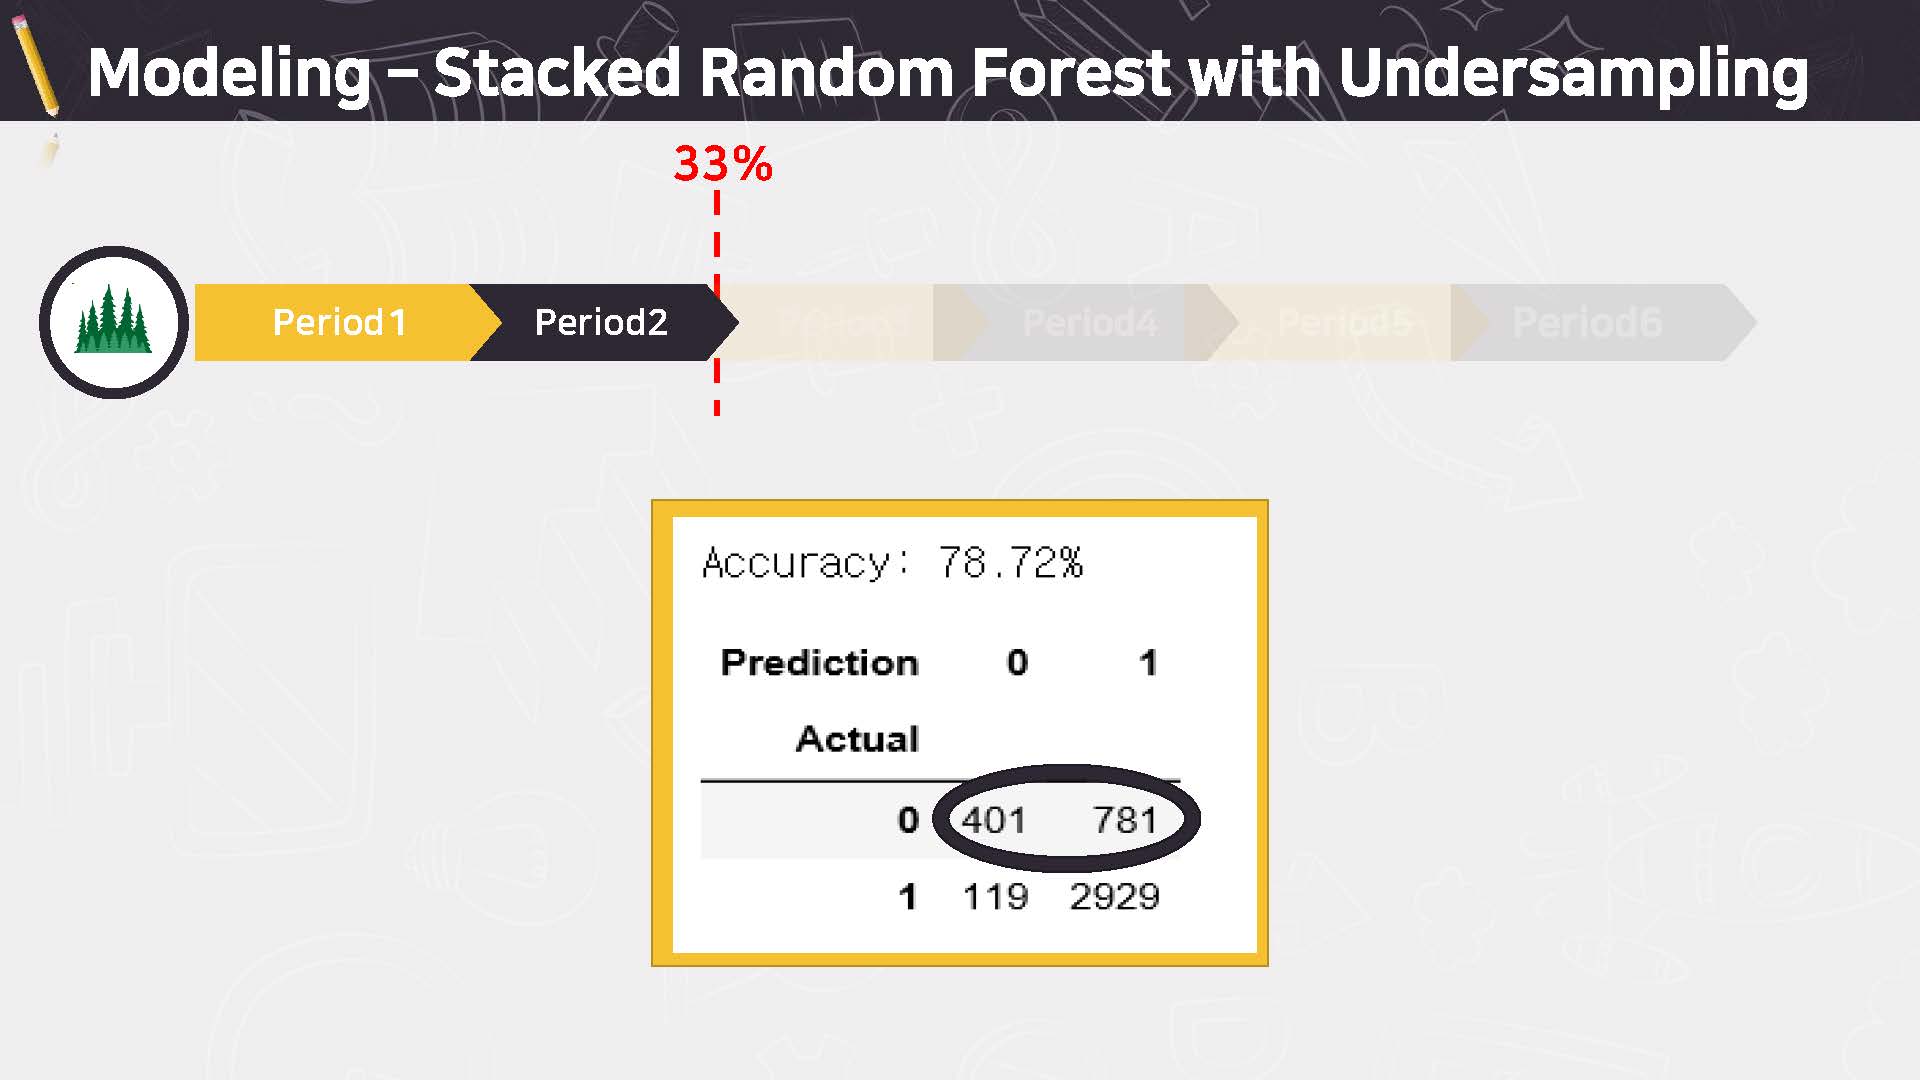 Modeling – Stacked Random Forest with Undersampling
33%
Period1 Period2 Period4 Period5 Period6
Accuracy: 78.72%
Prediction 0 1
Actual
0 401 781
1 119 2929